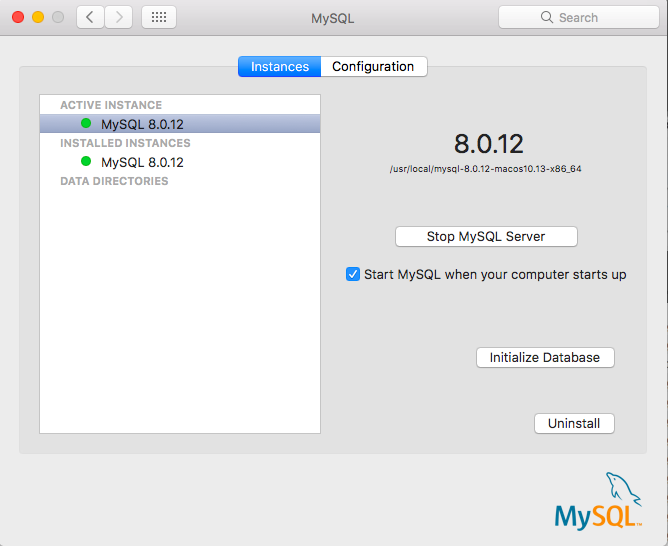 MySQL
Search
Instances
Configuration
ACTIVE INSTANCE
MySQL 8.0.12
INSTALLED INSTANCES
MySQL 8.0.12
DATA DIRECTORIES
8.0.12
/usr/local/mysql-8.0.12-macos10.13-x86_64
Stop MySQL Server
Start MySQL when your computer starts up
Initialize Database
Uninstall
MySQL™